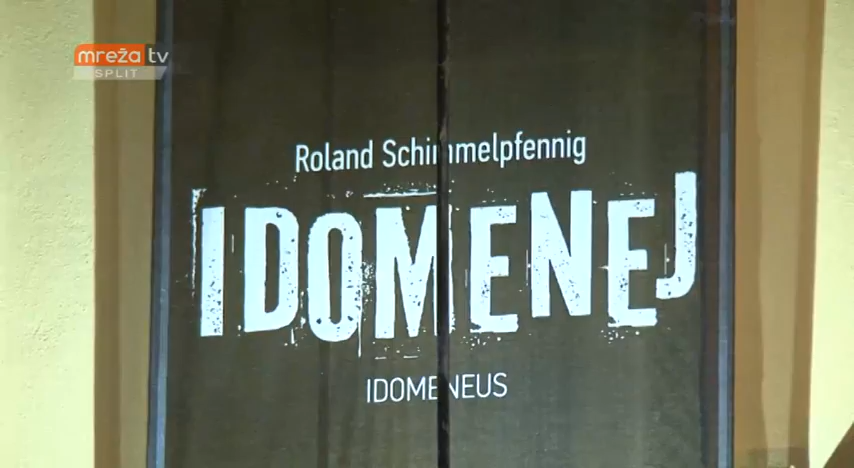 mreža tv
SPLIT
Roland Schimmelpfennig
IDOMENEJ
IDOMENEUS